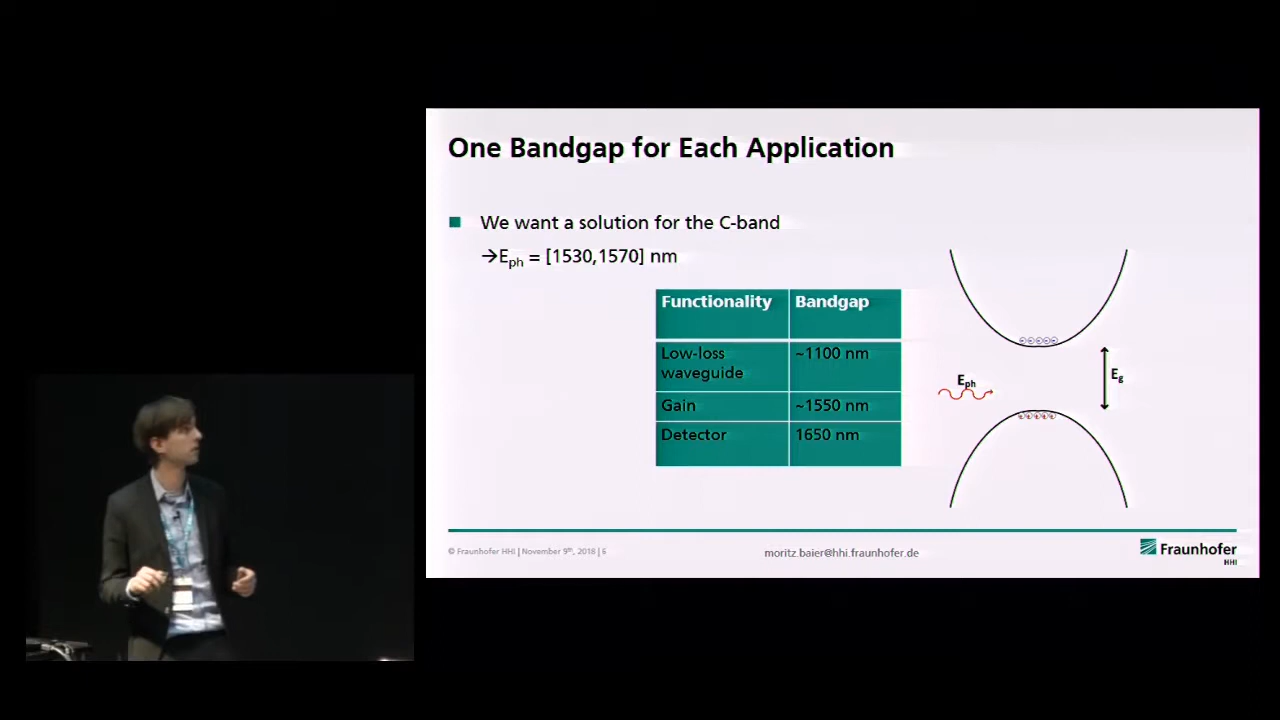 One Bandgap for Each Application
We want a solution for the C-band
→Eph = [1530,1570] nm
Functionality Bandgap
Low-loss waveguide ~1100 nm
Gain ~1550 nm
Detector 1650 nm
Eph
Eg
© Fraunhofer HHI | November 9th, 2018 | 6
moritz.baier@hhi.fraunhofer.de
Fraunhofer
HHI